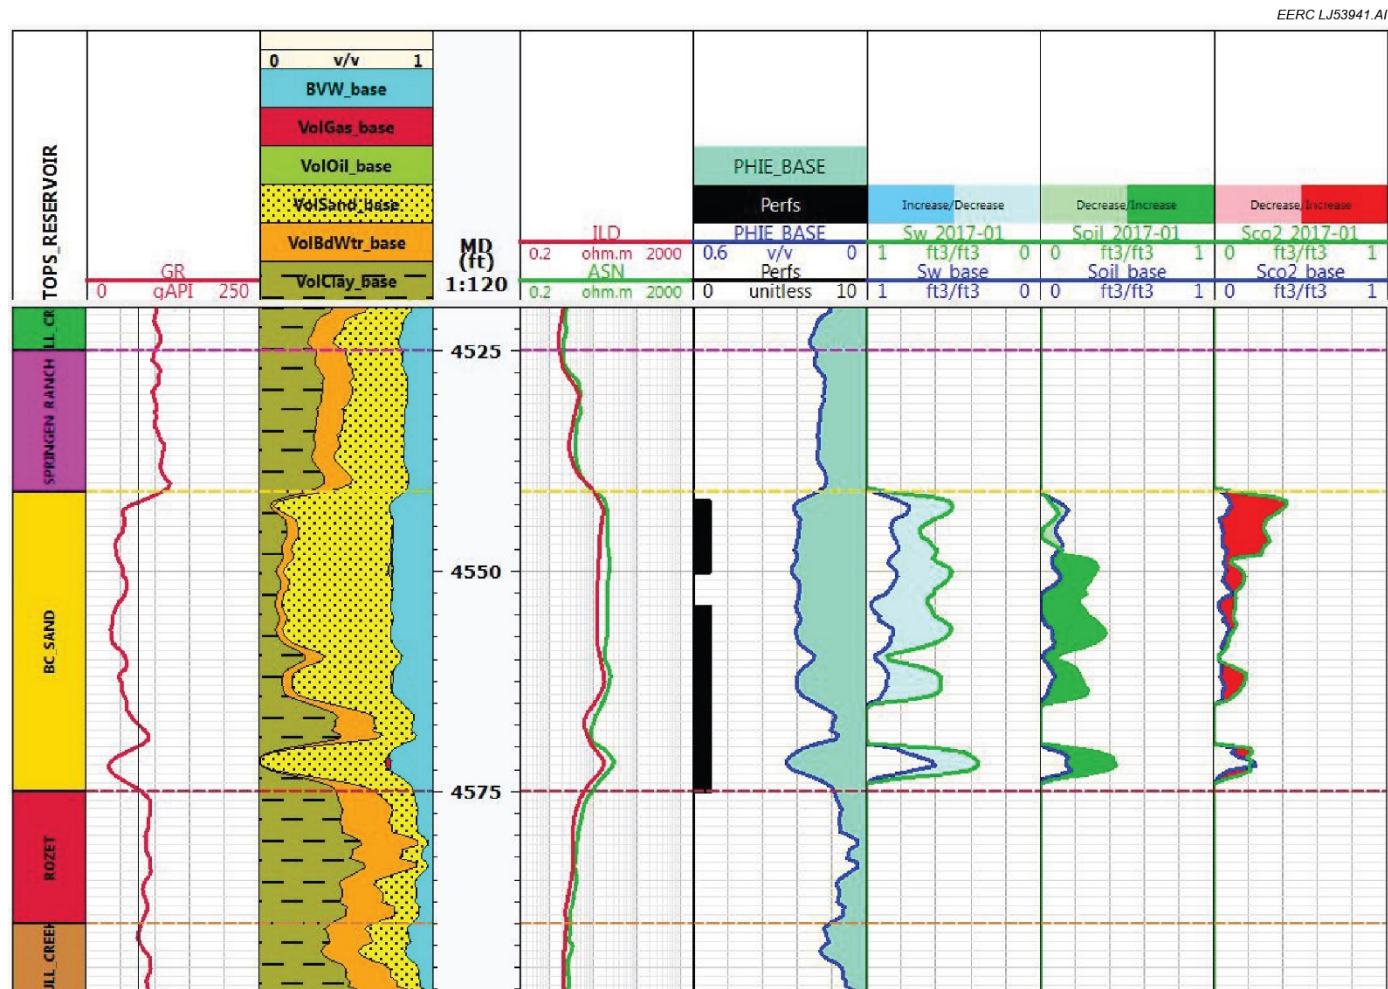 EERC LJ53941.AI
TOPS_RESERVOIR
GR
0 gAPI 250
0 v/v 1
BVW_base
VolGas_base
VolOil_base
VolSand_base
VolBdWtr_base
VolClay_base
MD
(ft)
1:120
ILD
0.2 ohm.m 2000
ASN
0.2 ohm.m 2000
PHIE_BASE
Perfs
PHIE_BASE
0.6 v/v 0
Perfs
0 unitless 10
Increase/Decrease
Sw_2017-01
1 ft3/ft3 0
Sw_base
1 ft3/ft3 0
Decrease/Increase
Soil_2017-01
0 ft3/ft3 1
Soil_base
0 ft3/ft3 1
Decrease/Increase
Sco2_2017-01
0 ft3/ft3 1
Sco2_base
0 ft3/ft3 1
LL_CR
SPRINGEN RANCH
BC_SAND
ROZET
ULL_CREEK
4525
4550
4575